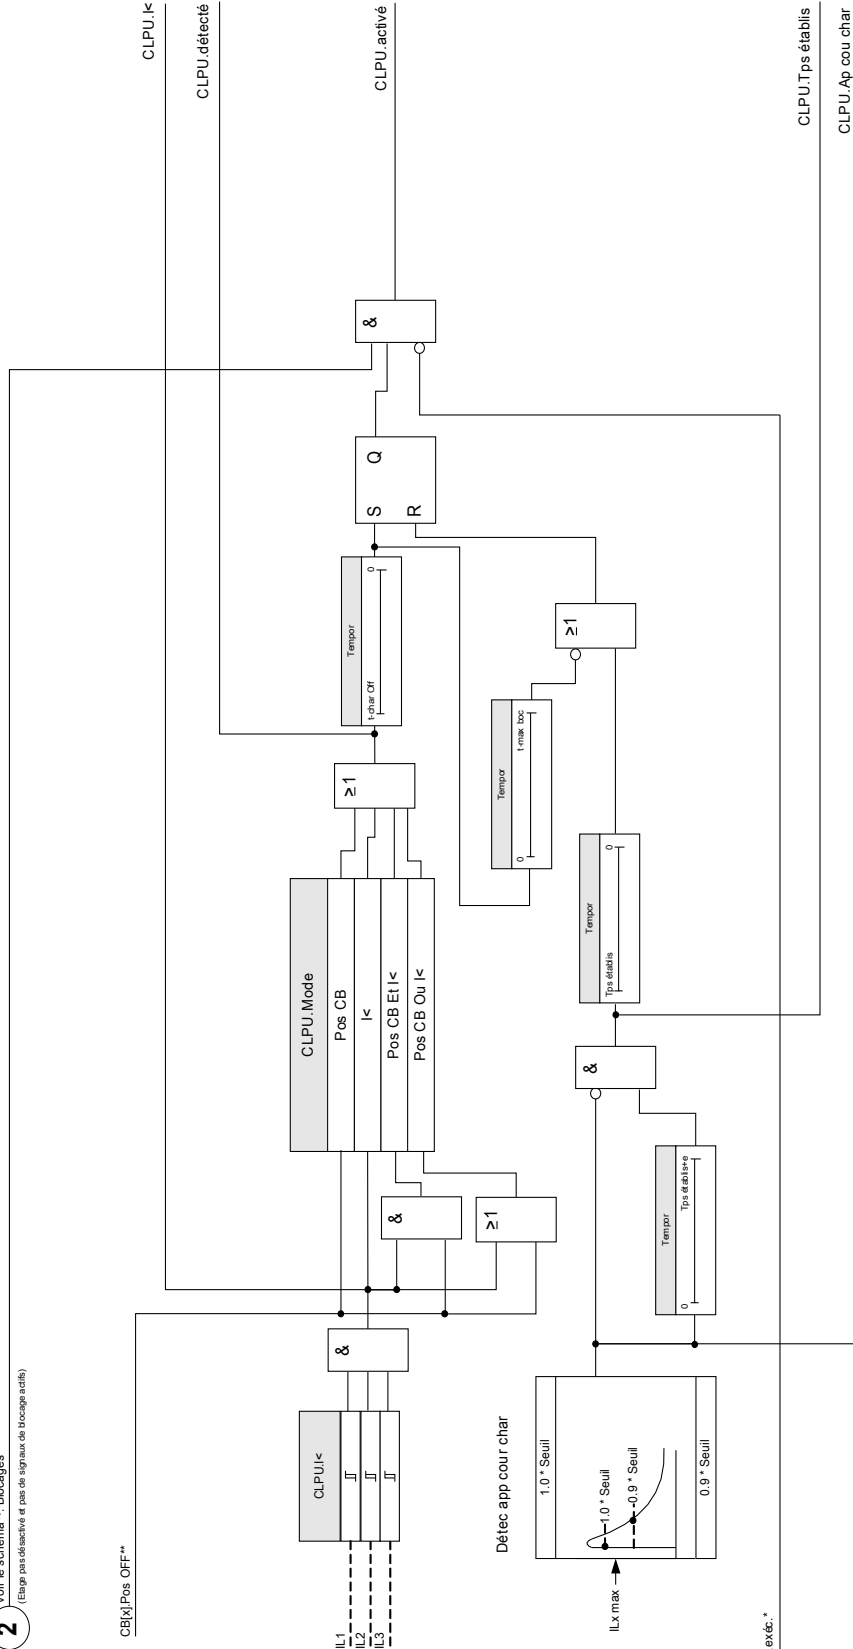 2
Voir le schéma : Blocages
(Etage pas désactivé et pas de signaux de blocage actifs)
CB[x].Pos OFF**
IL1
IL2
IL3
CLPU.I<
&
&
≥1
CLPU.Mode
Pos CB
I<
Pos CB Et I<
Pos CB Ou I<
≥1
Tempor
t-char Off
0
S
R
Q
&
CLPU.I<
CLPU.détecté
CLPU.activé
Détec app cour char
ILx max
1.0 * Seuil
1.0 * Seuil
0.9 * Seuil
0.9 * Seuil
Tempor
0
Tps établis+e
&
Tempor
Tps établis
0
Tempor
0
t-max boc
≥1
.exéc.*
CLPU.Tps établis
CLPU.Ap cou char